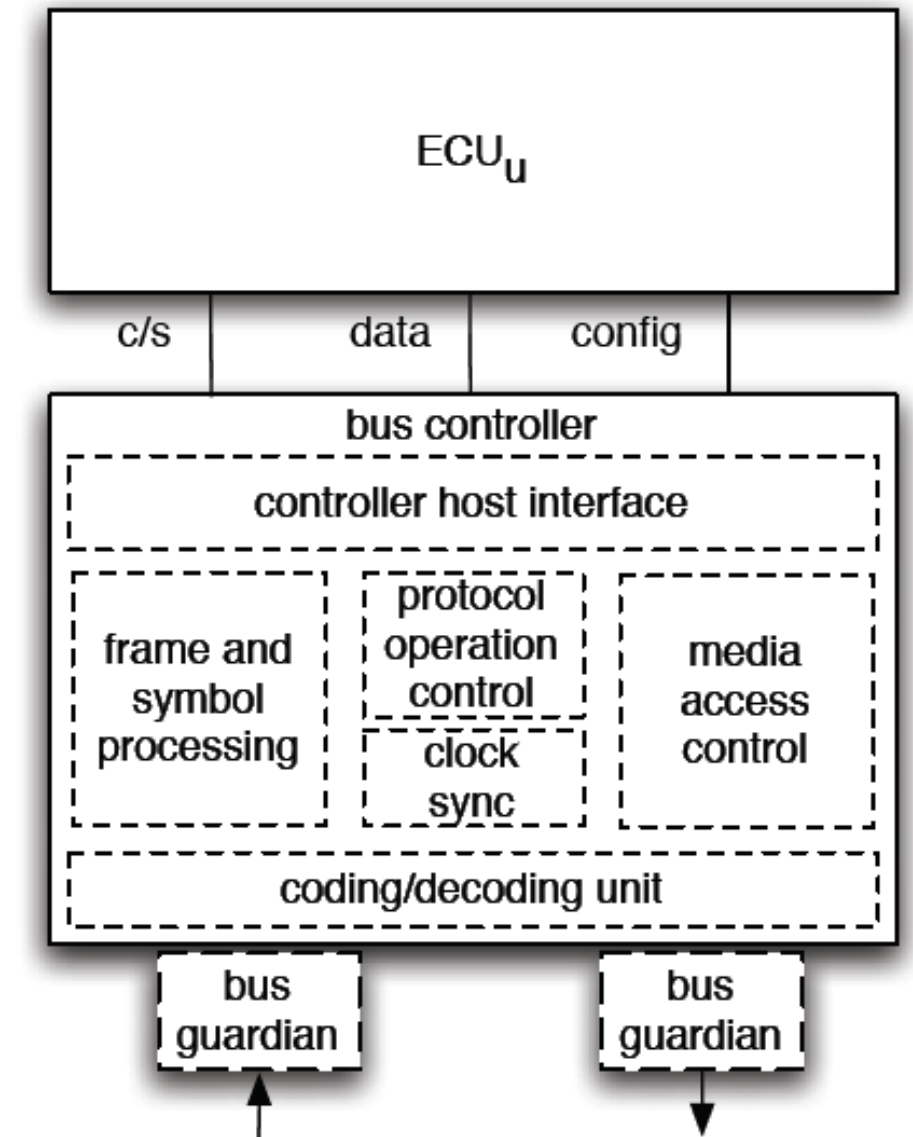 ECUu
c/s data config
bus controller
controller host interface
frame and
symbol
processing
protocol
operation
control
clock
sync
media
access
control
coding/decoding unit
bus
guardian
bus
guardian